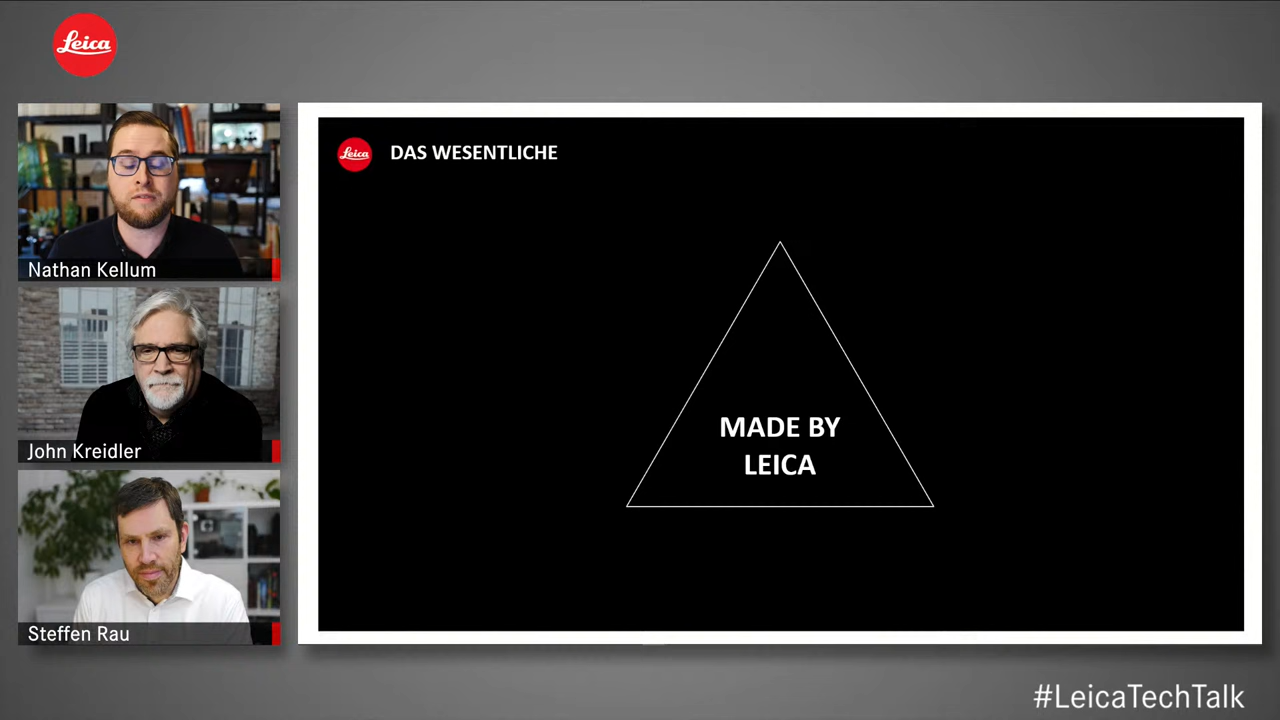 Leica
Nathan Kellum
John Kreidler
Steffen Rau
Leica
DAS WESENTLICHE
MADE BY
LEICA
#LeicaTechTalk